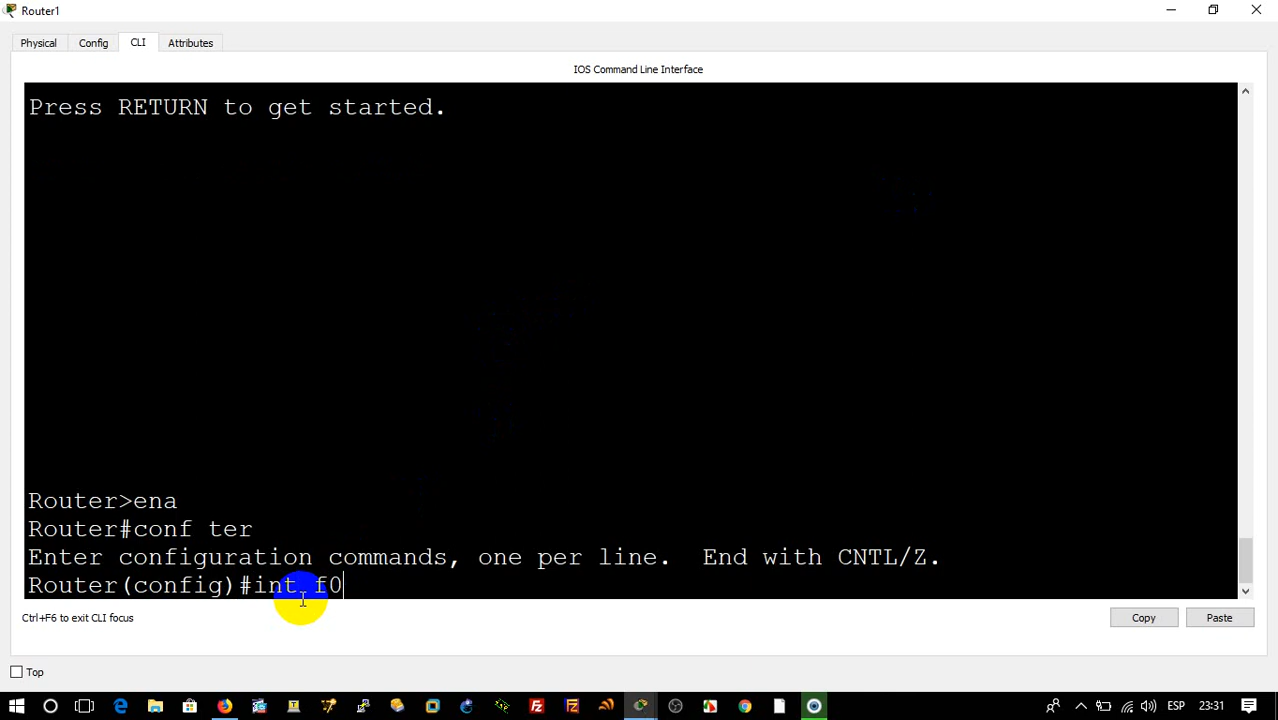 Router1
Physical Config CLI Attributes
IOS Command Line Interface
Press RETURN to get started.
Router>ena
Router#conf ter
Enter configuration commands, one per line.  End with CNTL/Z.
Router(config)#int f0
Ctrl+F6 to exit CLI focus
Copy Paste
Top
ESP 23:31